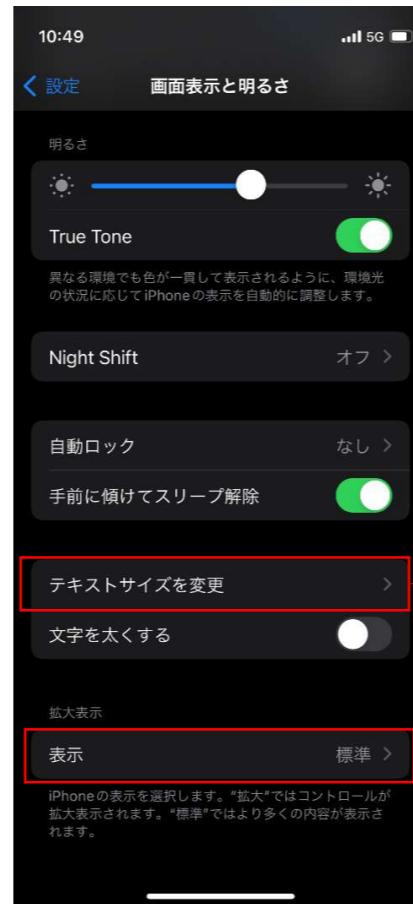 10:49 5G
設定 画面表示と明るさ
明るさ
True Tone
異なる環境でも色が一貫して表示されるように、環境光
の状況に応じてiPhoneの表示を自動的に調整します。
Night Shift オフ
自動ロック なし
手前に傾けてスリープ解除
テキストサイズを変更
文字を太くする
拡大表示
表示 標準
iPhoneの表示を選択します。“拡大”ではコントロールが
拡大表示されます。“標準”ではより多くの内容が表示さ
れます。